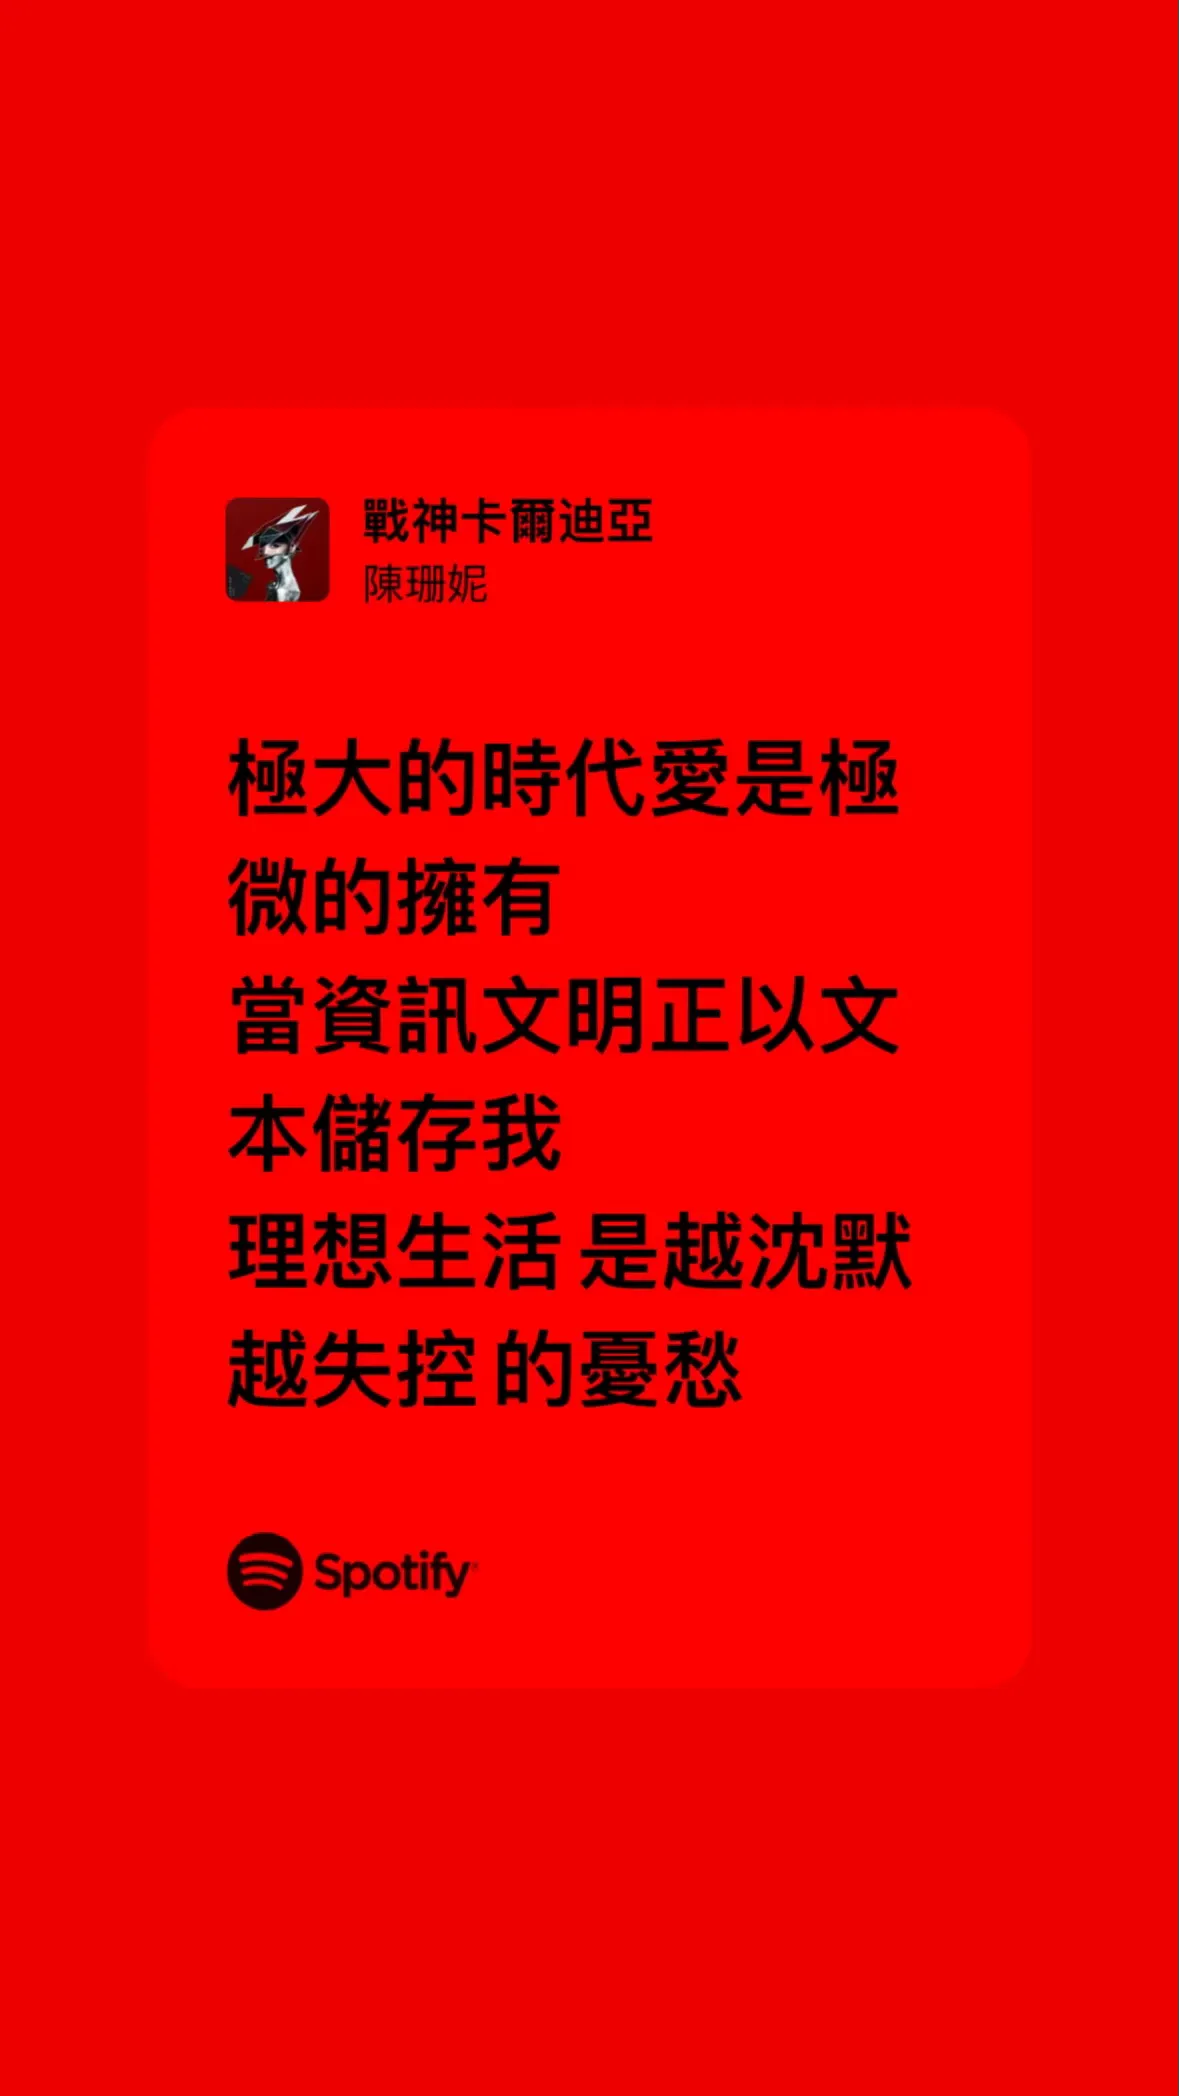 戰神卡爾迪亞
陳珊妮
極大的時代愛是極
微的擁有
當資訊文明正以文
本儲存我
理想生活 是越沈默
越失控 的憂愁
Spotify